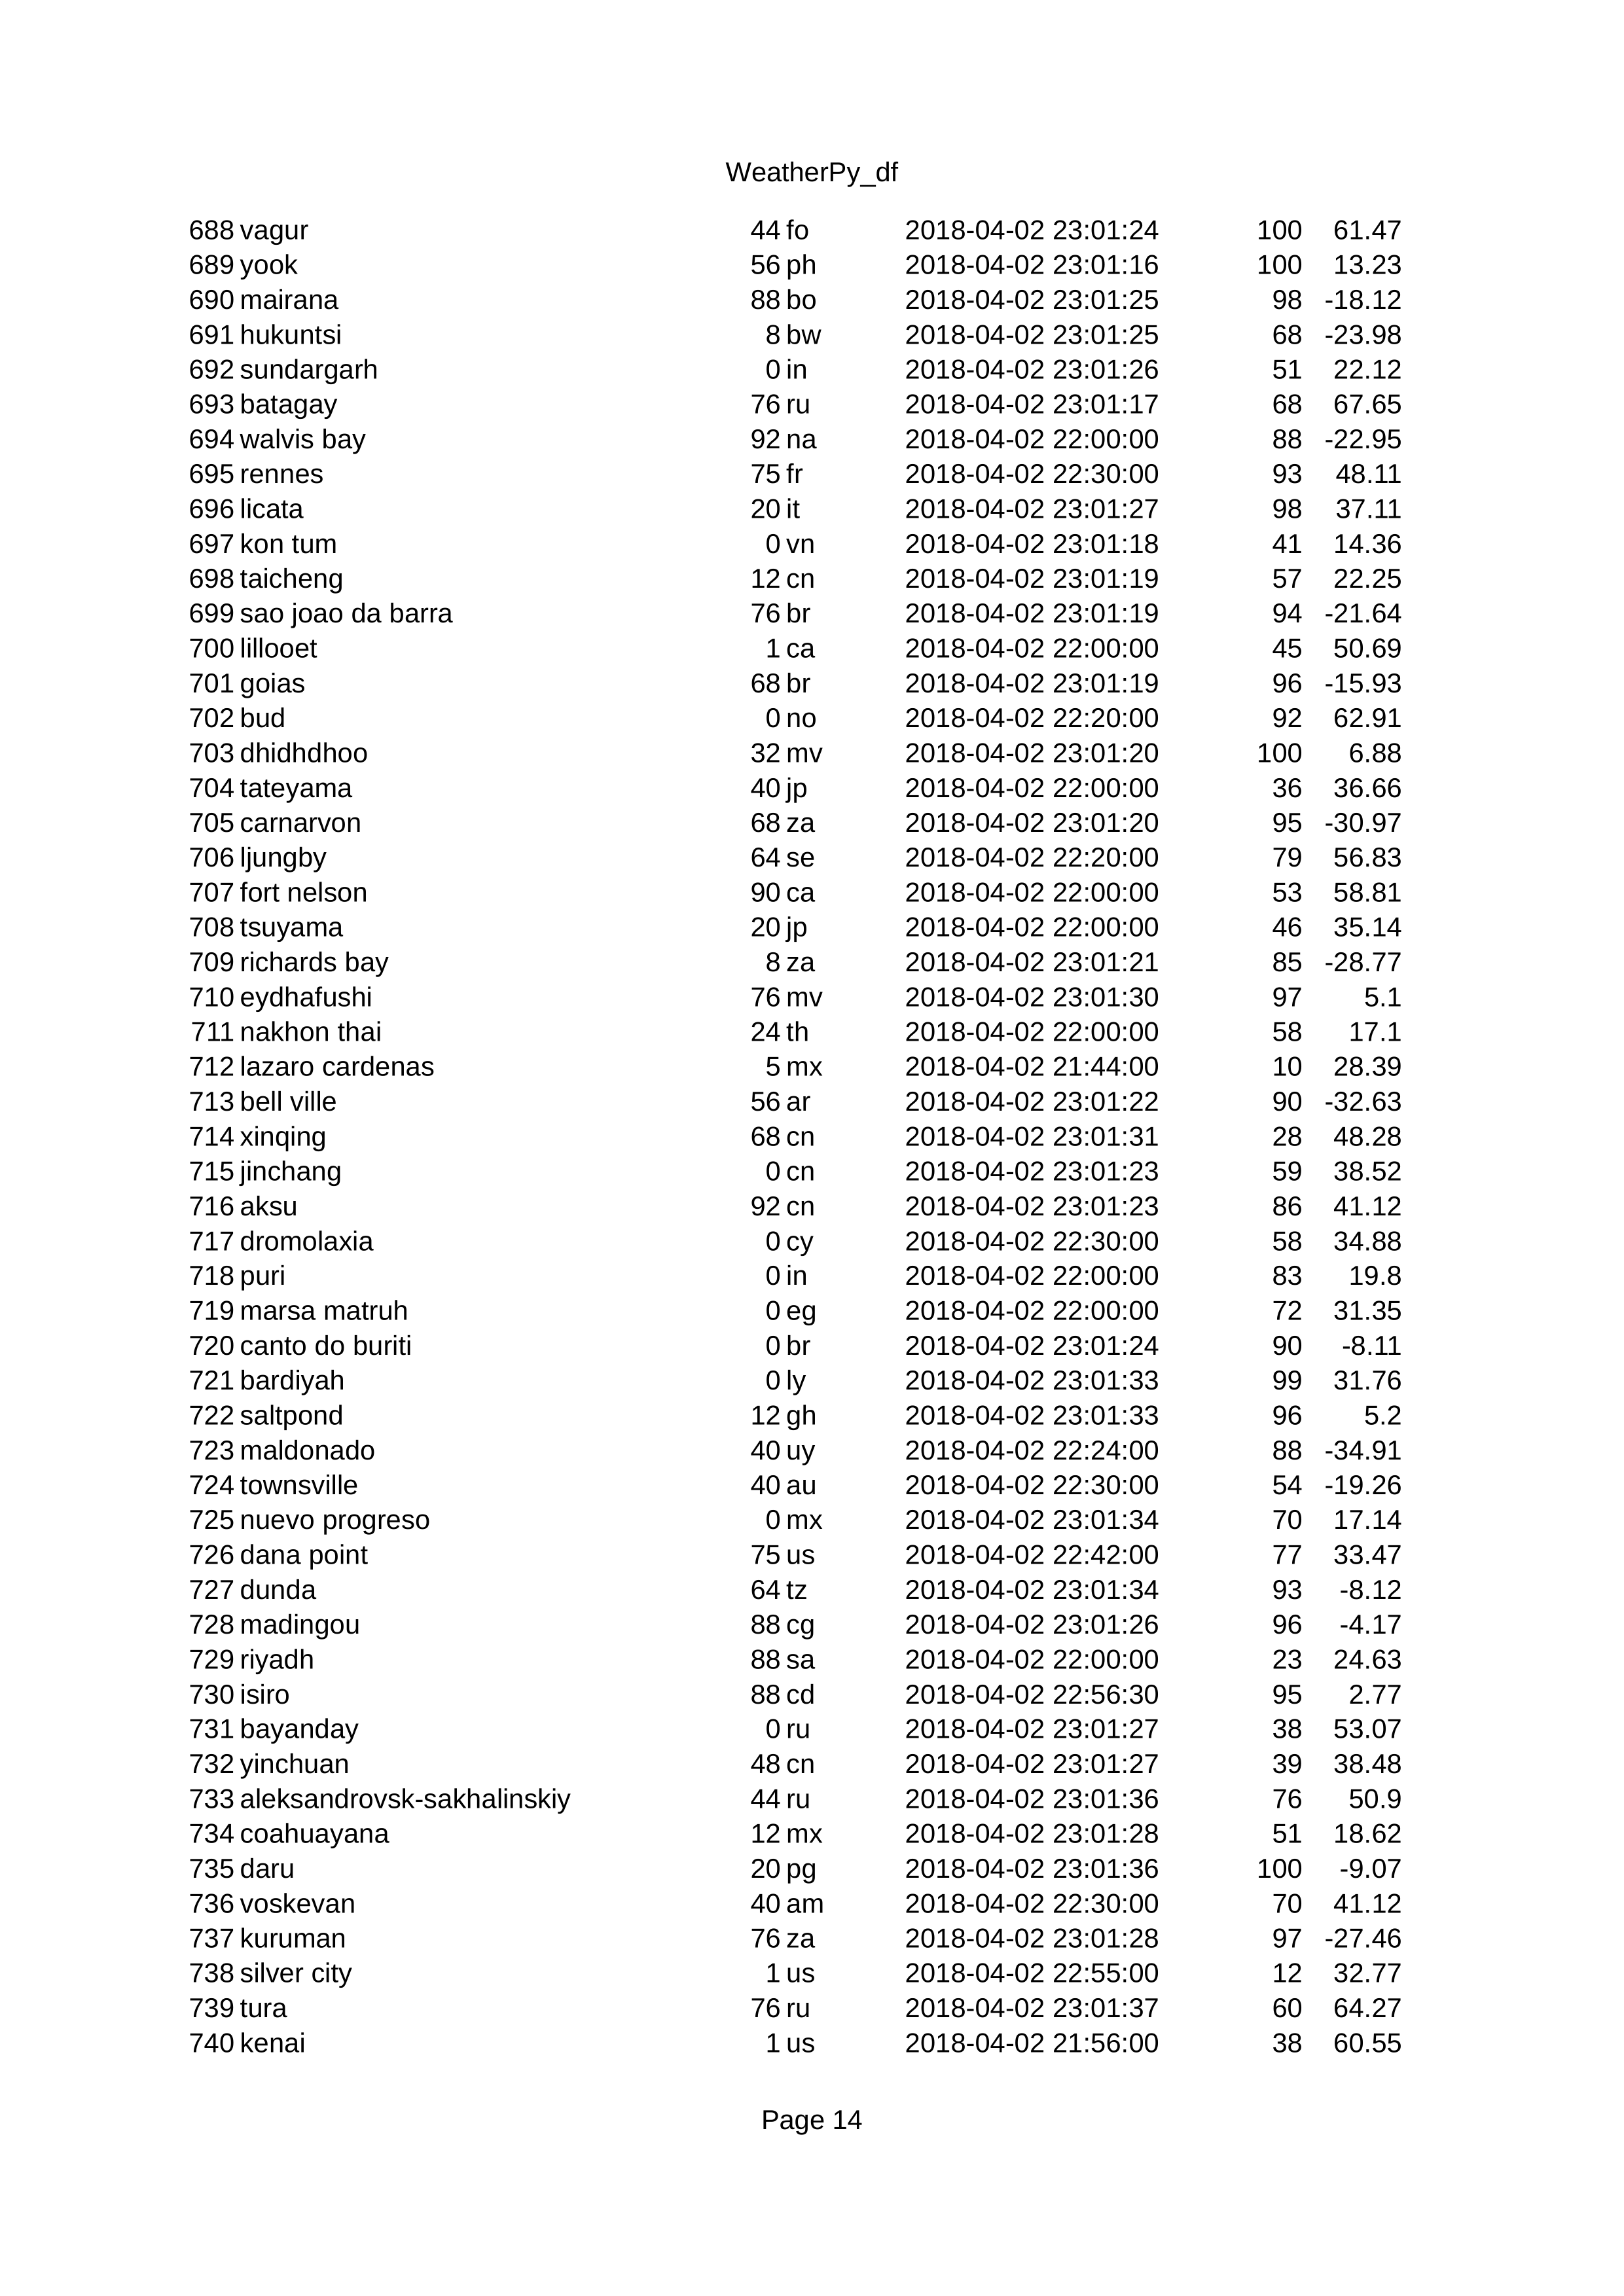 WeatherPy_df
688 vagur 44 fo 2018-04-02 23:01:24 100 61.47
689 yook 56 ph 2018-04-02 23:01:16 100 13.23
690 mairana 88 bo 2018-04-02 23:01:25 98 -18.12
691 hukuntsi 8 bw 2018-04-02 23:01:25 68 -23.98
692 sundargarh 0 in 2018-04-02 23:01:26 51 22.12
693 batagay 76 ru 2018-04-02 23:01:17 68 67.65
694 walvis bay 92 na 2018-04-02 22:00:00 88 -22.95
695 rennes 75 fr 2018-04-02 22:30:00 93 48.11
696 licata 20 it 2018-04-02 23:01:27 98 37.11
697 kon tum 0 vn 2018-04-02 23:01:18 41 14.36
698 taicheng 12 cn 2018-04-02 23:01:19 57 22.25
699 sao joao da barra 76 br 2018-04-02 23:01:19 94 -21.64
700 lillooet 1 ca 2018-04-02 22:00:00 45 50.69
701 goias 68 br 2018-04-02 23:01:19 96 -15.93
702 bud 0 no 2018-04-02 22:20:00 92 62.91
703 dhidhdhoo 32 mv 2018-04-02 23:01:20 100 6.88
704 tateyama 40 jp 2018-04-02 22:00:00 36 36.66
705 carnarvon 68 za 2018-04-02 23:01:20 95 -30.97
706 ljungby 64 se 2018-04-02 22:20:00 79 56.83
707 fort nelson 90 ca 2018-04-02 22:00:00 53 58.81
708 tsuyama 20 jp 2018-04-02 22:00:00 46 35.14
709 richards bay 8 za 2018-04-02 23:01:21 85 -28.77
710 eydhafushi 76 mv 2018-04-02 23:01:30 97 5.1
711 nakhon thai 24 th 2018-04-02 22:00:00 58 17.1
712 lazaro cardenas 5 mx 2018-04-02 21:44:00 10 28.39
713 bell ville 56 ar 2018-04-02 23:01:22 90 -32.63
714 xinqing 68 cn 2018-04-02 23:01:31 28 48.28
715 jinchang 0 cn 2018-04-02 23:01:23 59 38.52
716 aksu 92 cn 2018-04-02 23:01:23 86 41.12
717 dromolaxia 0 cy 2018-04-02 22:30:00 58 34.88
718 puri 0 in 2018-04-02 22:00:00 83 19.8
719 marsa matruh 0 eg 2018-04-02 22:00:00 72 31.35
720 canto do buriti 0 br 2018-04-02 23:01:24 90 -8.11
721 bardiyah 0 ly 2018-04-02 23:01:33 99 31.76
722 saltpond 12 gh 2018-04-02 23:01:33 96 5.2
723 maldonado 40 uy 2018-04-02 22:24:00 88 -34.91
724 townsville 40 au 2018-04-02 22:30:00 54 -19.26
725 nuevo progreso 0 mx 2018-04-02 23:01:34 70 17.14
726 dana point 75 us 2018-04-02 22:42:00 77 33.47
727 dunda 64 tz 2018-04-02 23:01:34 93 -8.12
728 madingou 88 cg 2018-04-02 23:01:26 96 -4.17
729 riyadh 88 sa 2018-04-02 22:00:00 23 24.63
730 isiro 88 cd 2018-04-02 22:56:30 95 2.77
731 bayanday 0 ru 2018-04-02 23:01:27 38 53.07
732 yinchuan 48 cn 2018-04-02 23:01:27 39 38.48
733 aleksandrovsk-sakhalinskiy 44 ru 2018-04-02 23:01:36 76 50.9
734 coahuayana 12 mx 2018-04-02 23:01:28 51 18.62
735 daru 20 pg 2018-04-02 23:01:36 100 -9.07
736 voskevan 40 am 2018-04-02 22:30:00 70 41.12
737 kuruman 76 za 2018-04-02 23:01:28 97 -27.46
738 silver city 1 us 2018-04-02 22:55:00 12 32.77
739 tura 76 ru 2018-04-02 23:01:37 60 64.27
740 kenai 1 us 2018-04-02 21:56:00 38 60.55
Page 14